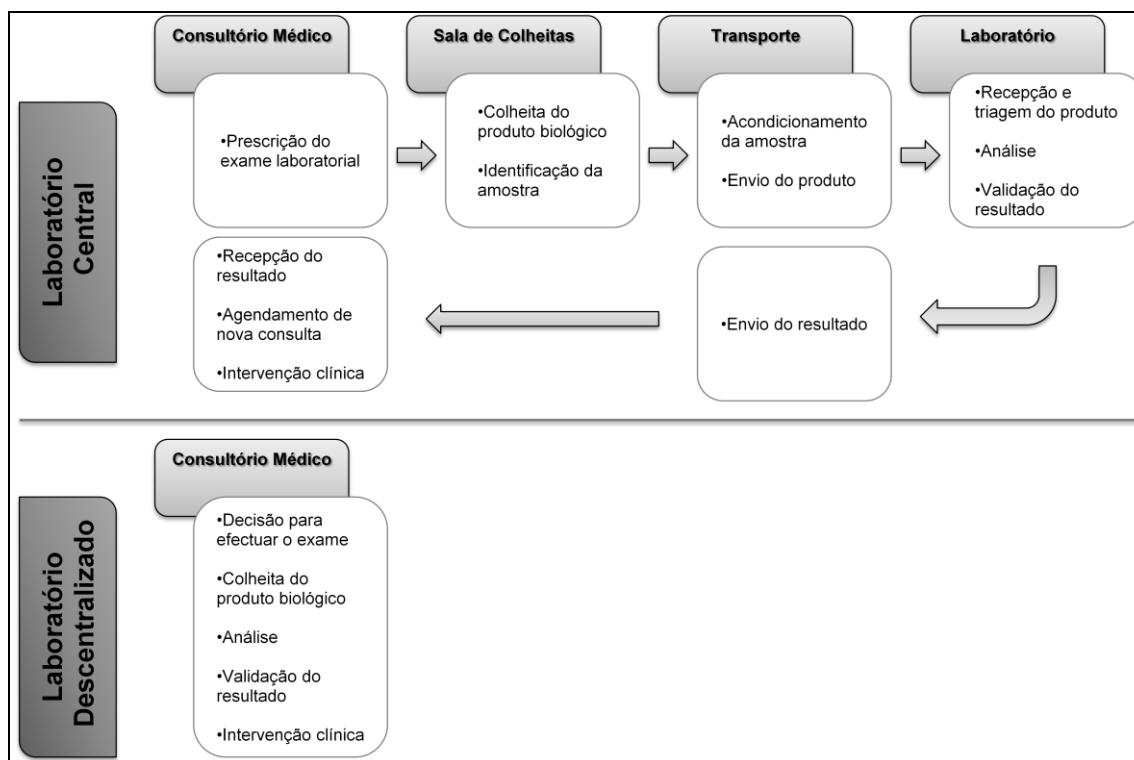 Laboratório
Central
Consultório Médico
•Prescrição do
exame laboratorial
Sala de Colheitas
•Colheita do
produto biológico
•Identificação da
amostra
Transporte
•Acondicionamento
da amostra
•Envio do produto
Laboratório
•Recepção e
triagem do produto
•Análise
•Validação do
resultado
•Envio do resultado
•Recepção do
resultado
•Agendamento de
nova consulta
•Intervenção clínica
Laboratório
Descentralizado
Consultório Médico
•Decisão para
efectuar o exame
•Colheita do
produto biológico
•Análise
•Validação do
resultado
•Intervenção clínica